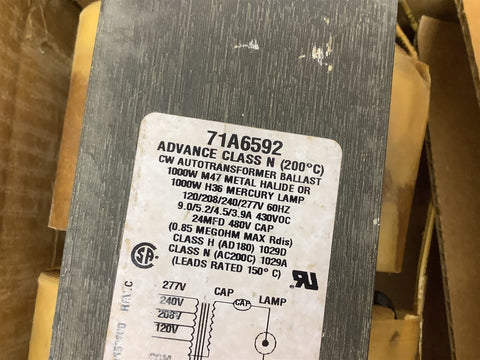 71A6592
ADVANCE CLASS N (200°C)
CW AUTOTRANSFORMER BALLAST
1000W M47 METAL HALIDE OR
1000W H36 MERCURY LAMP
120/208/240/277V 60HZ
9.0/5.2/4.5/3.9A 430VOC
24MFD 480V CAP
(0.85 MEGOHM MAX Rdis)
CLASS H (AD180) 1029D
CLASS N (AC200C) 1029A
(LEADS RATED 150° C)
277V CAP LAMP
240V CAP
208V
120V
COM